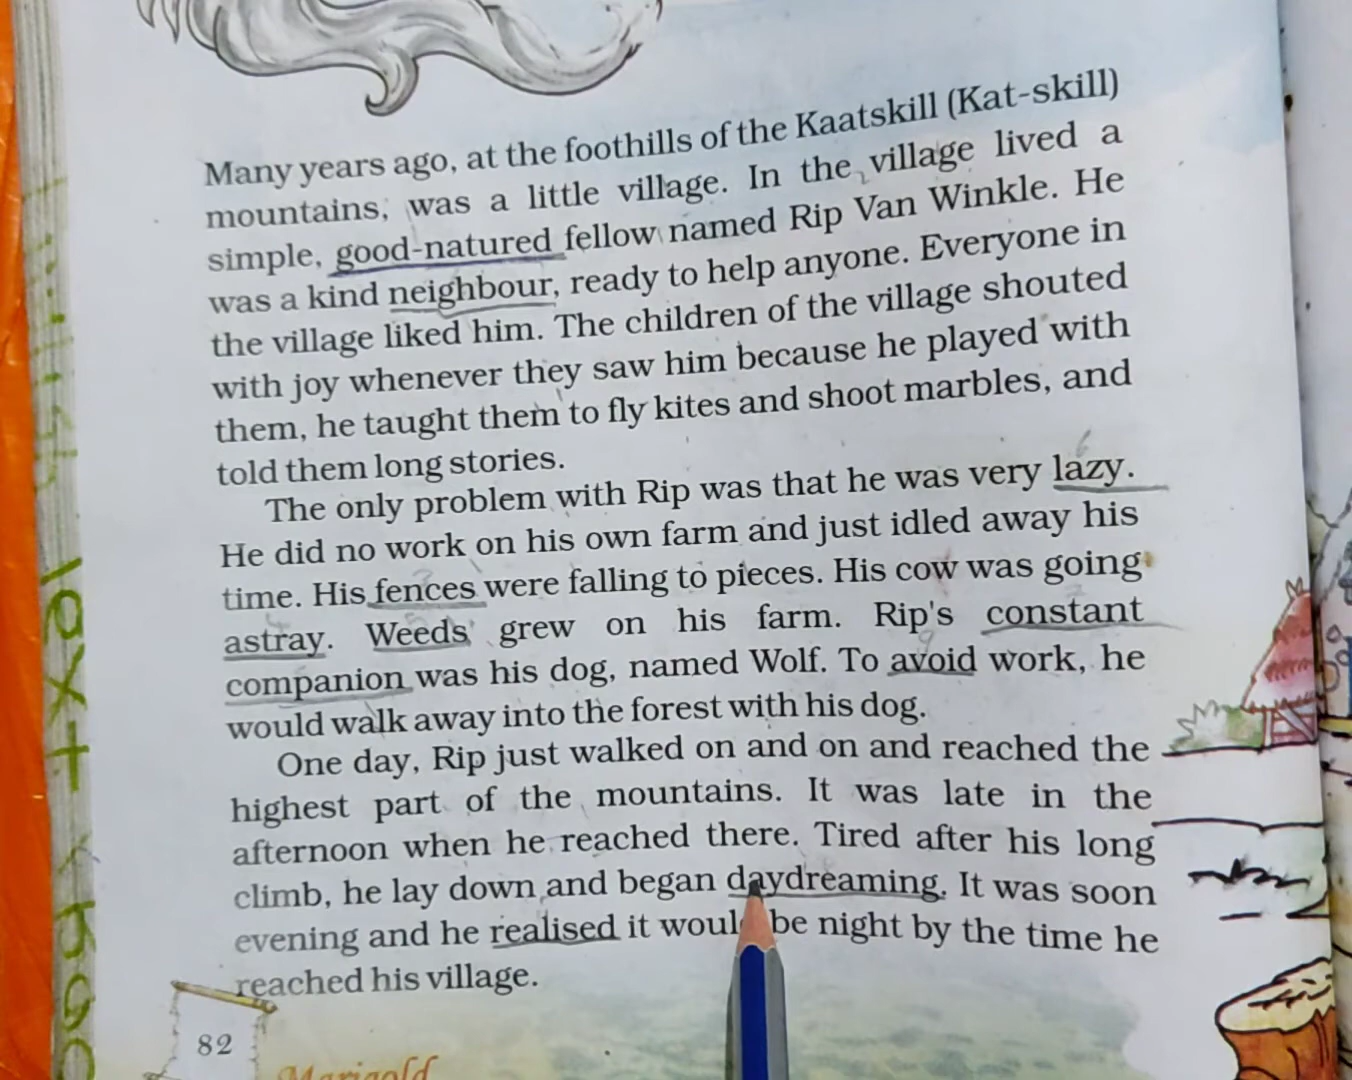 Many years ago, at the foothills of the Kaatskill (Kat-skill)
mountains, was a little village. In the village lived a
simple, good-natured fellow named Rip Van Winkle. He
was a kind neighbour, ready to help anyone. Everyone in
the village liked him. The children of the village shouted
with joy whenever they saw him because he played with
them, he taught them to fly kites and shoot marbles, and
told them long stories.
The only problem with Rip was that he was very lazy.
He did no work on his own farm and just idled away his
time. His fences were falling to pieces. His cow was going
astray. Weeds grew on his farm. Rip's constant
companion was his dog, named Wolf. To avoid work, he
would walk away into the forest with his dog.
One day, Rip just walked on and on and reached the
highest part of the mountains. It was late in the
afternoon when he reached there. Tired after his long
climb, he lay down and began daydreaming. It was soon
evening and he realised it would be night by the time he
reached his village.
82
Marigold